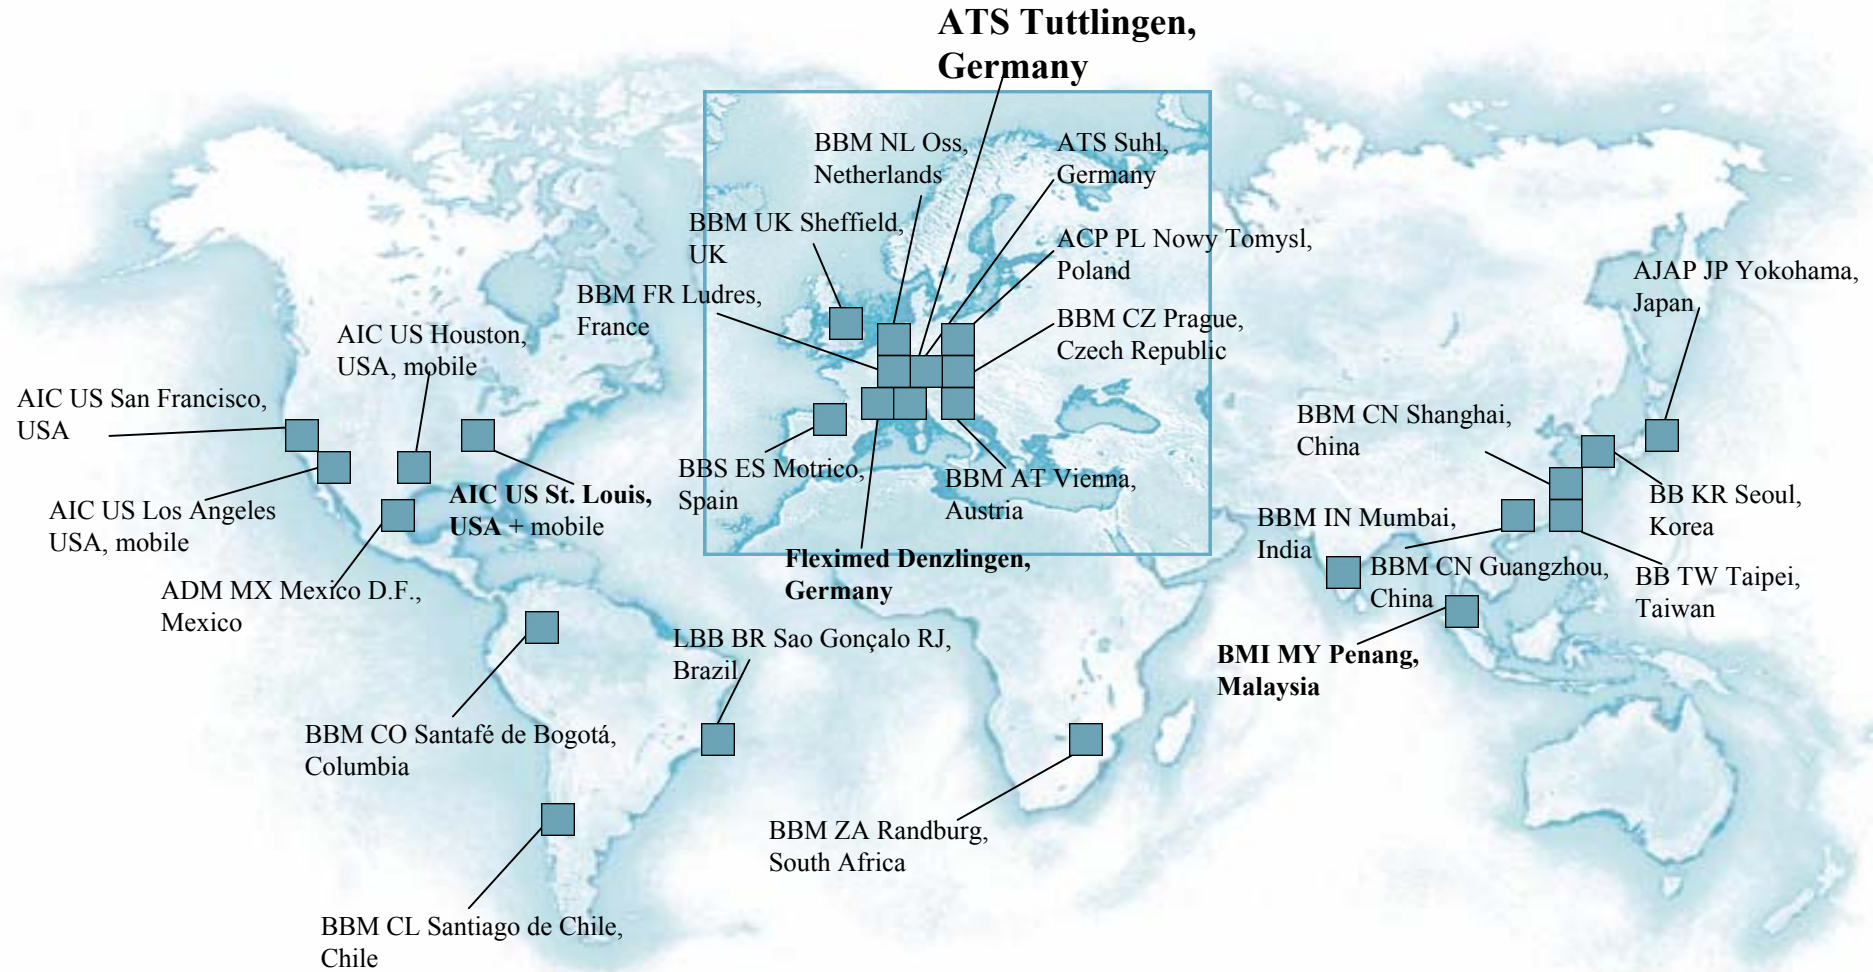 ATS Tuttlingen,
Germany
BBM NL Oss,
Netherlands
ATS Suhl,
Germany
BBM UK Sheffield,
UK
ACP PL Nowy Tomysl,
Poland
BBM FR Ludres,
France
BBM CZ Prague,
Czech Republic
AJAP JP Yokohama,
Japan
AIC US Houston,
USA, mobile
AIC US San Francisco,
USA
BBM CN Shanghai,
China
AIC US Los Angeles
USA, mobile
AIC US St. Louis,
USA + mobile
BBS ES Motrico,
Spain
BBM AT Vienna,
Austria
BB KR Seoul,
Korea
BBM IN Mumbai,
India
Fleximed Denzlingen,
Germany
BBM CN Guangzhou,
China
BB TW Taipei,
Taiwan
ADM MX Mexico D.F.,
Mexico
LBB BR Sao Gonçalo RJ,
Brazil
BMI MY Penang,
Malaysia
BBM CO Santafé de Bogotá,
Columbia
BBM ZA Randburg,
South Africa
BBM CL Santiago de Chile,
Chile